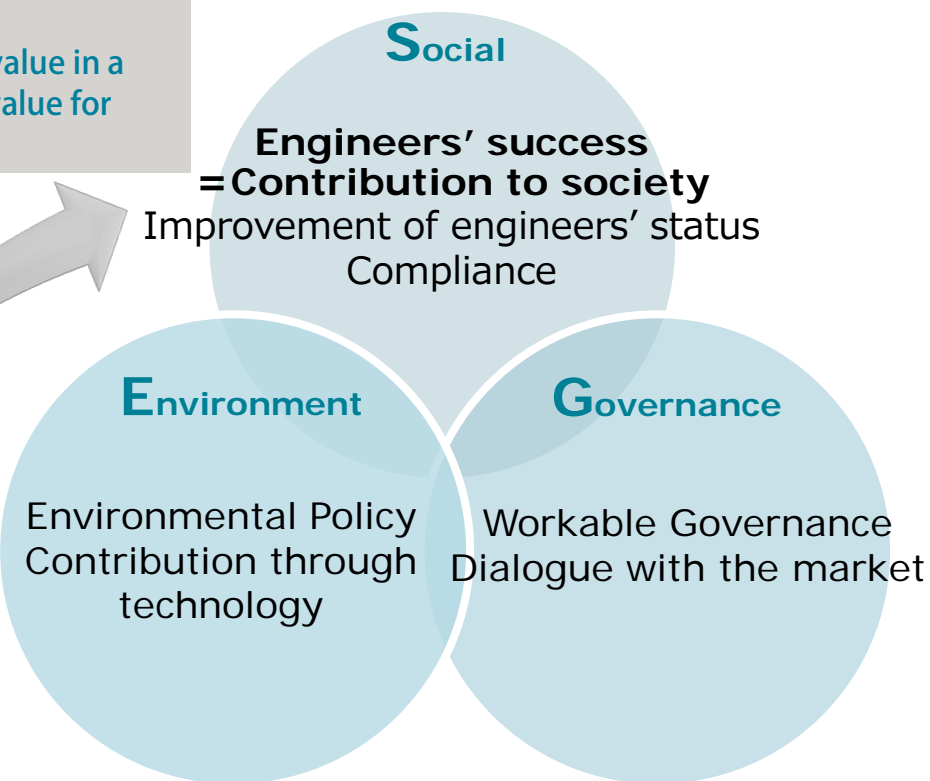 value in a
value for
Social
Engineers' success
=Contribution to society
Improvement of engineers' status
Compliance
Environment
Environmental Policy
Contribution through
technology
Governance
Workable Governance
Dialogue with the market